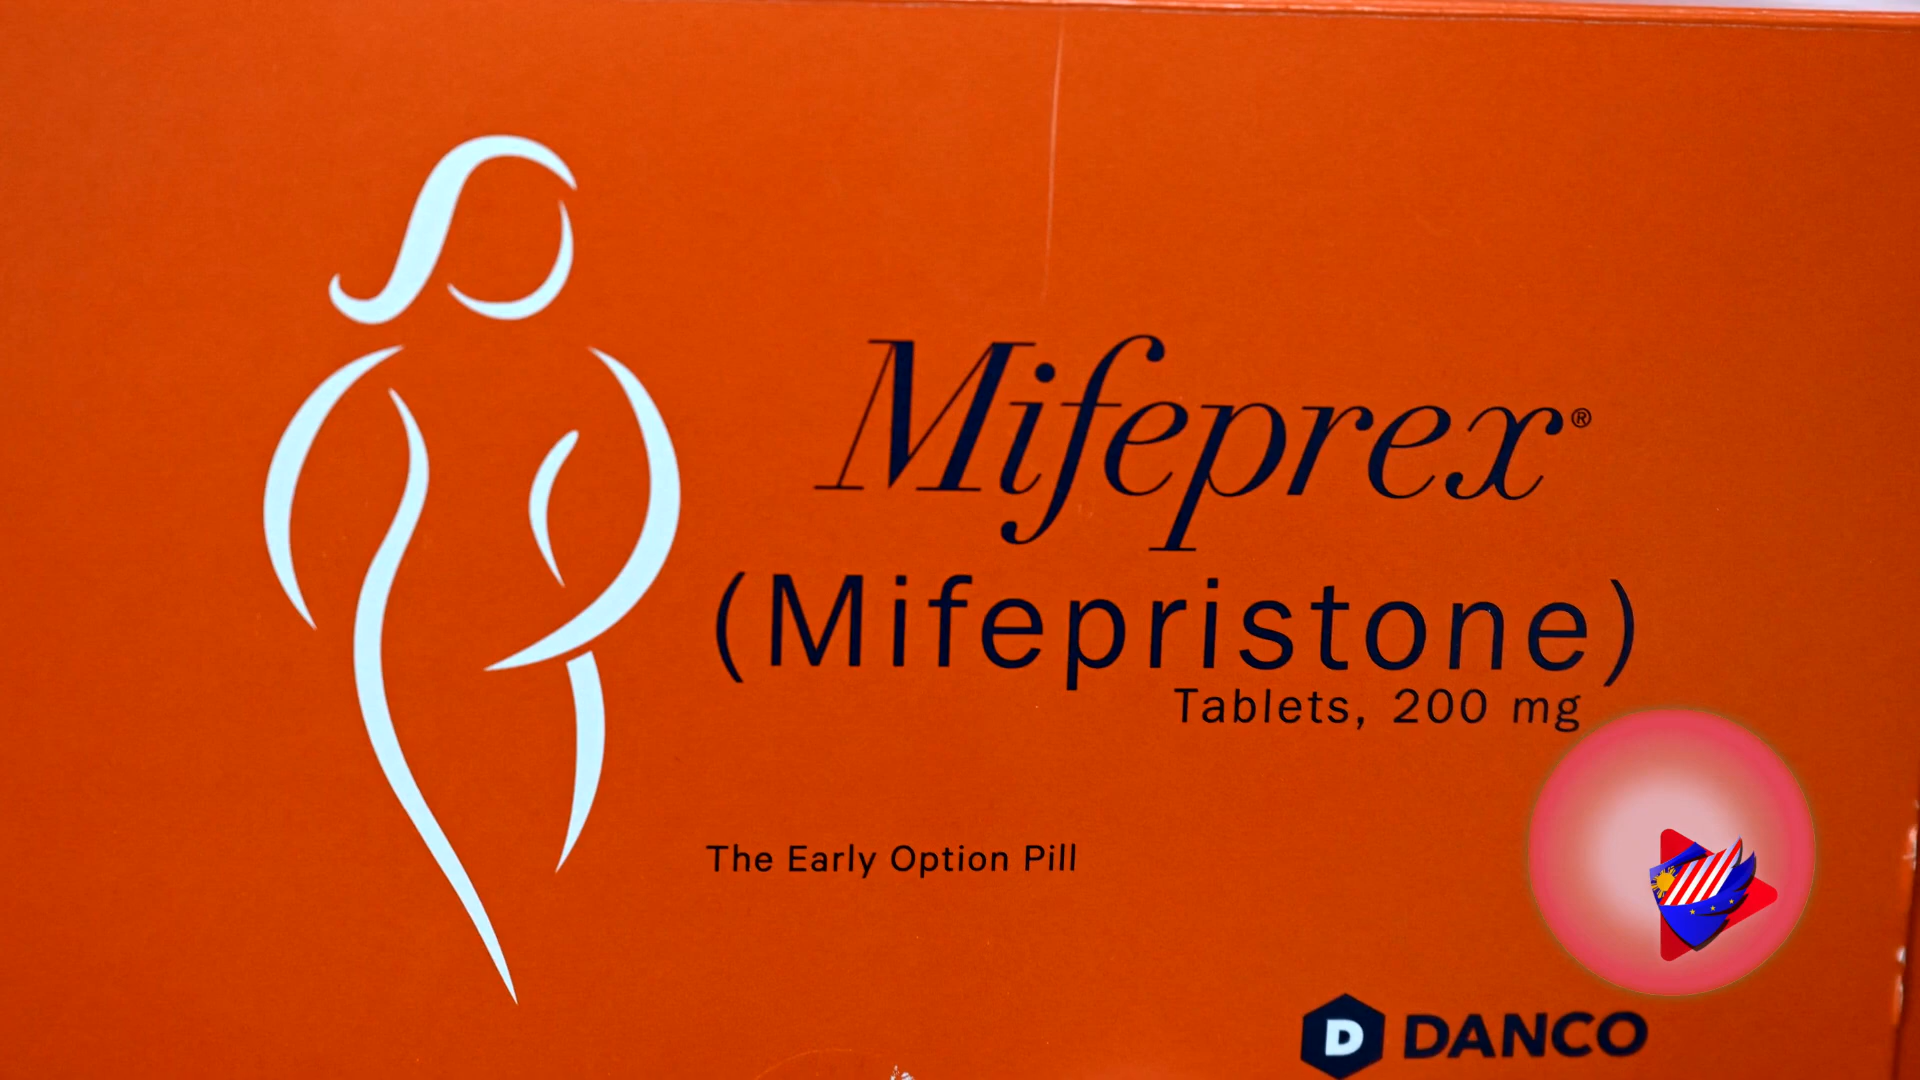 Mifeprex®
(Mifepristone)
Tablets, 200 mg
The Early Option Pill
D DANCO